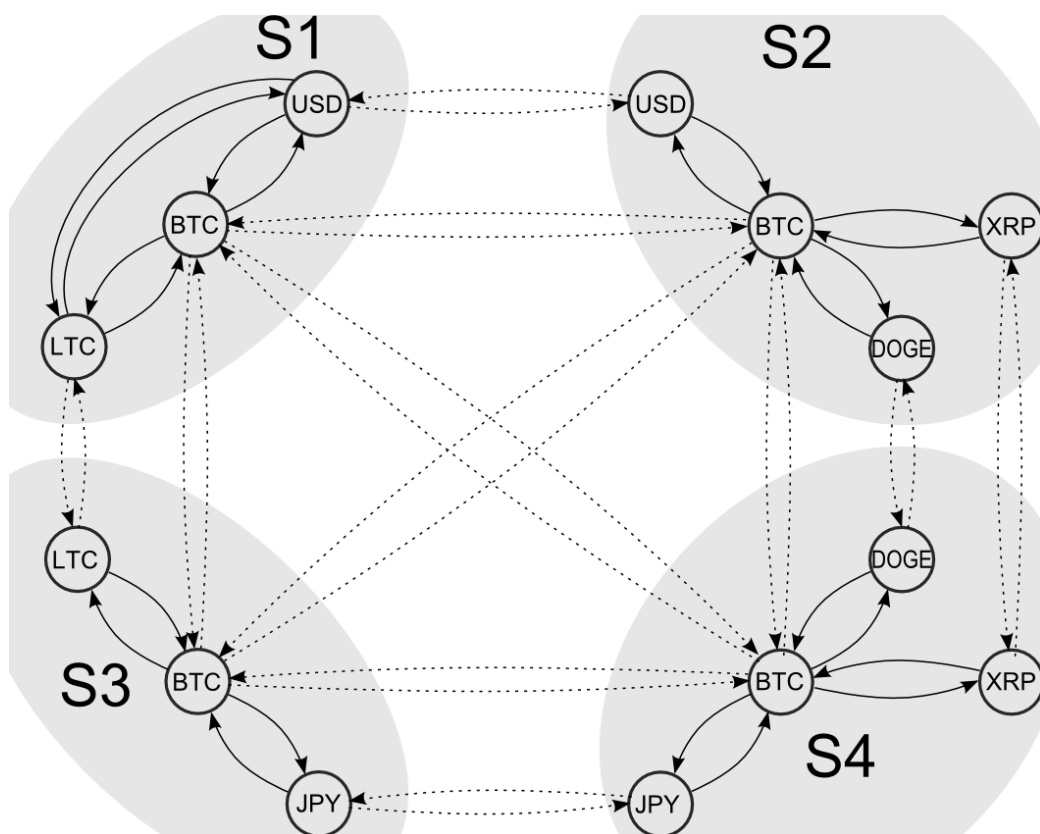 S1
S2
USD
USD
BTC
BTC
XRP
LTC
DOGE
LTC
DOGE
S3
BTC
BTC
XRP
S4
JPY
JPY